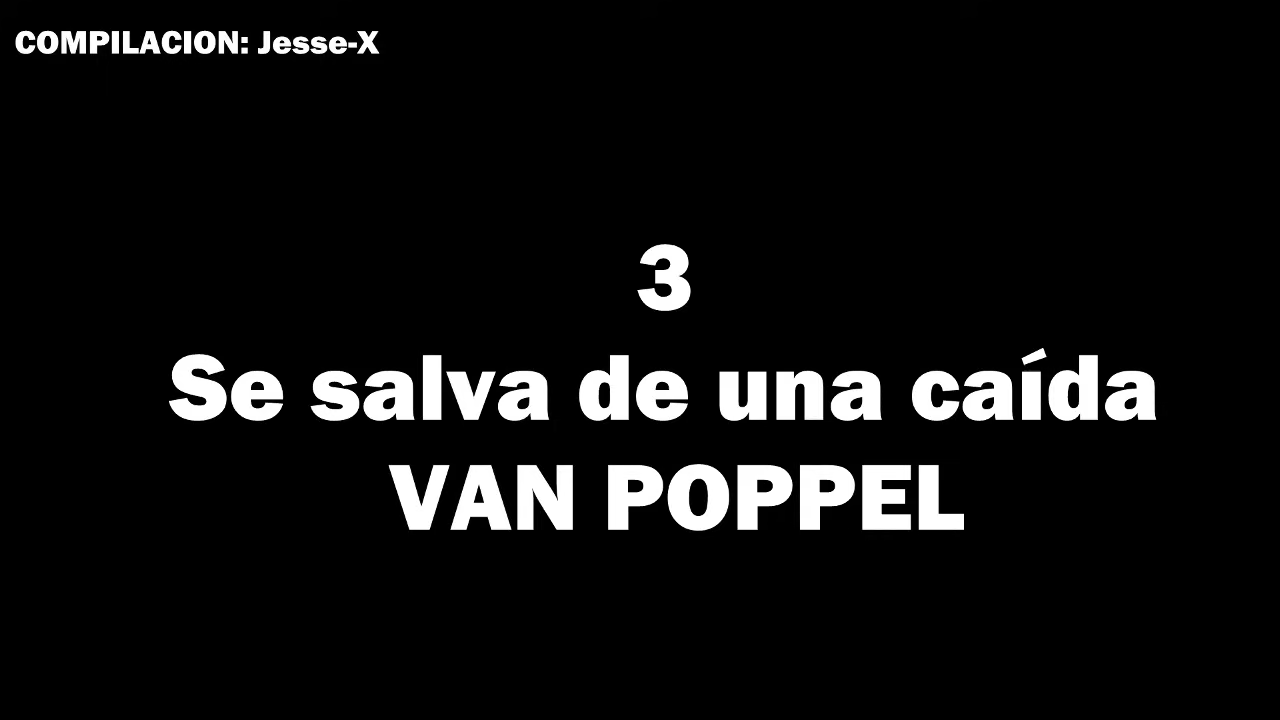 COMPILACION: Jesse-X
3
Se salva de una caída
VAN POPPEL